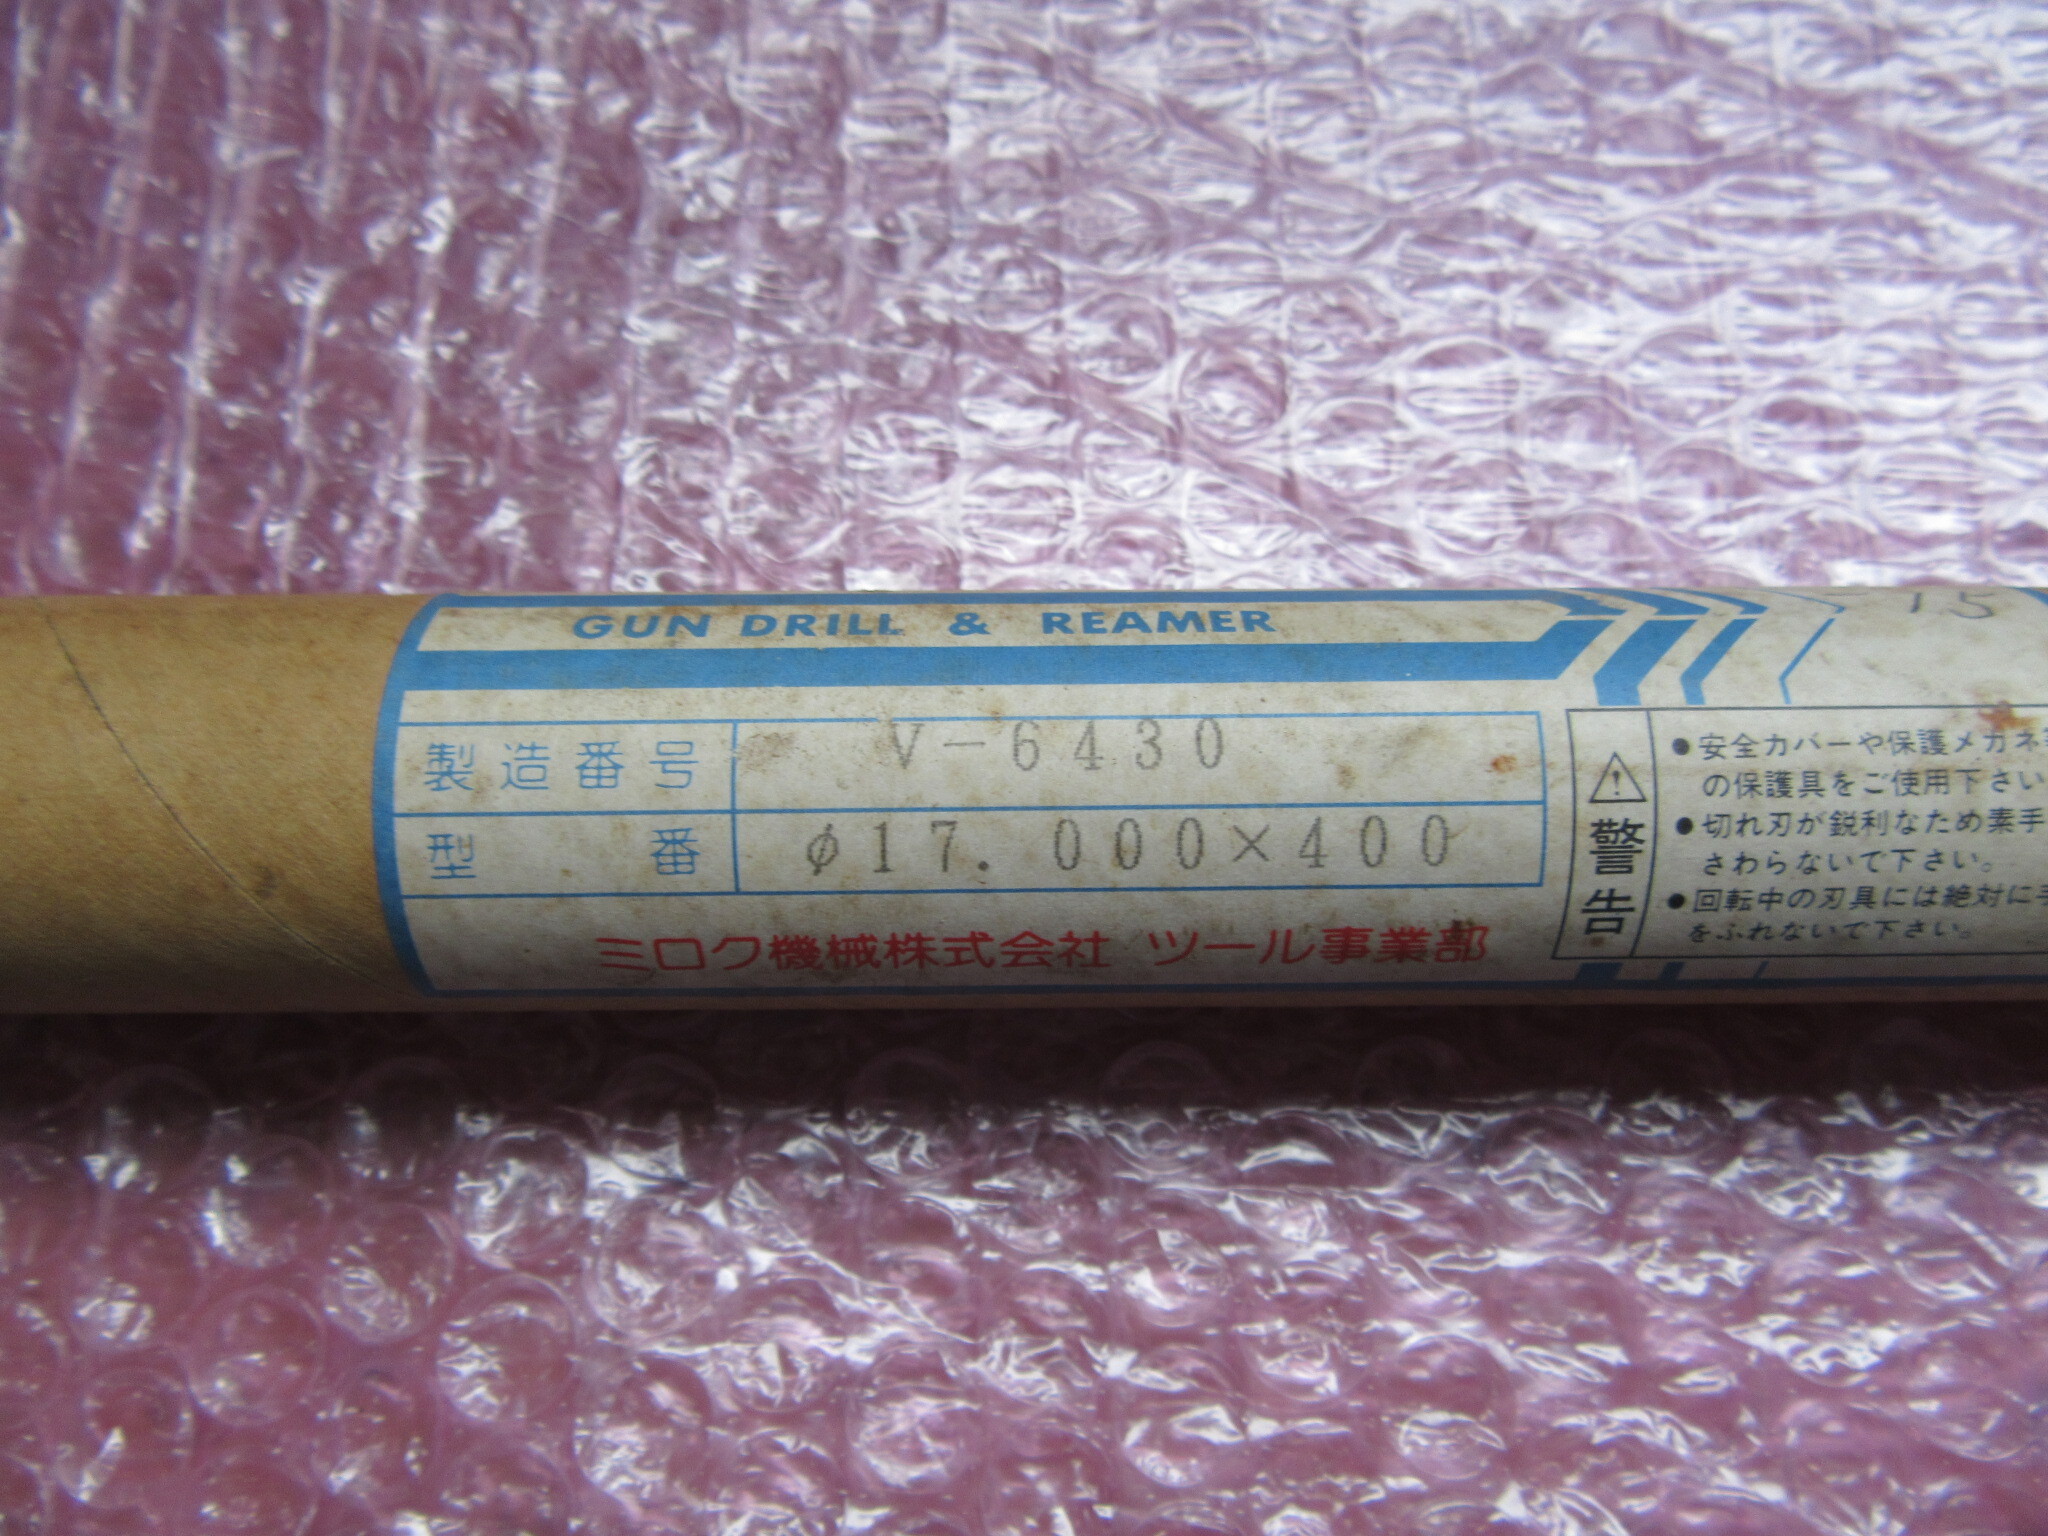 GUN DRILL & REAMER
15
製造番号 V-6430
型番 φ17.000×400
ミロク機械株式会社 ツール事業部
⚠警告
●安全カバーや保護メガネ
の保護具をご使用下さい
●切れ刃が鋭利なため素手
さわらないで下さい。
●回転中の刃具には絶対に手
をふれないで下さい。